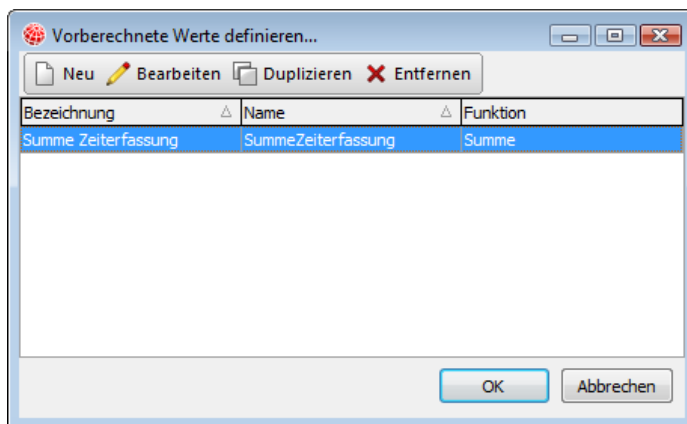 Vorberechnete Werte definieren...
Neu Bearbeiten Duplizieren Entfernen
Bezeichnung Name Funktion
Summe Zeiterfassung SummeZeiterfassung Summe
OK Abbrechen